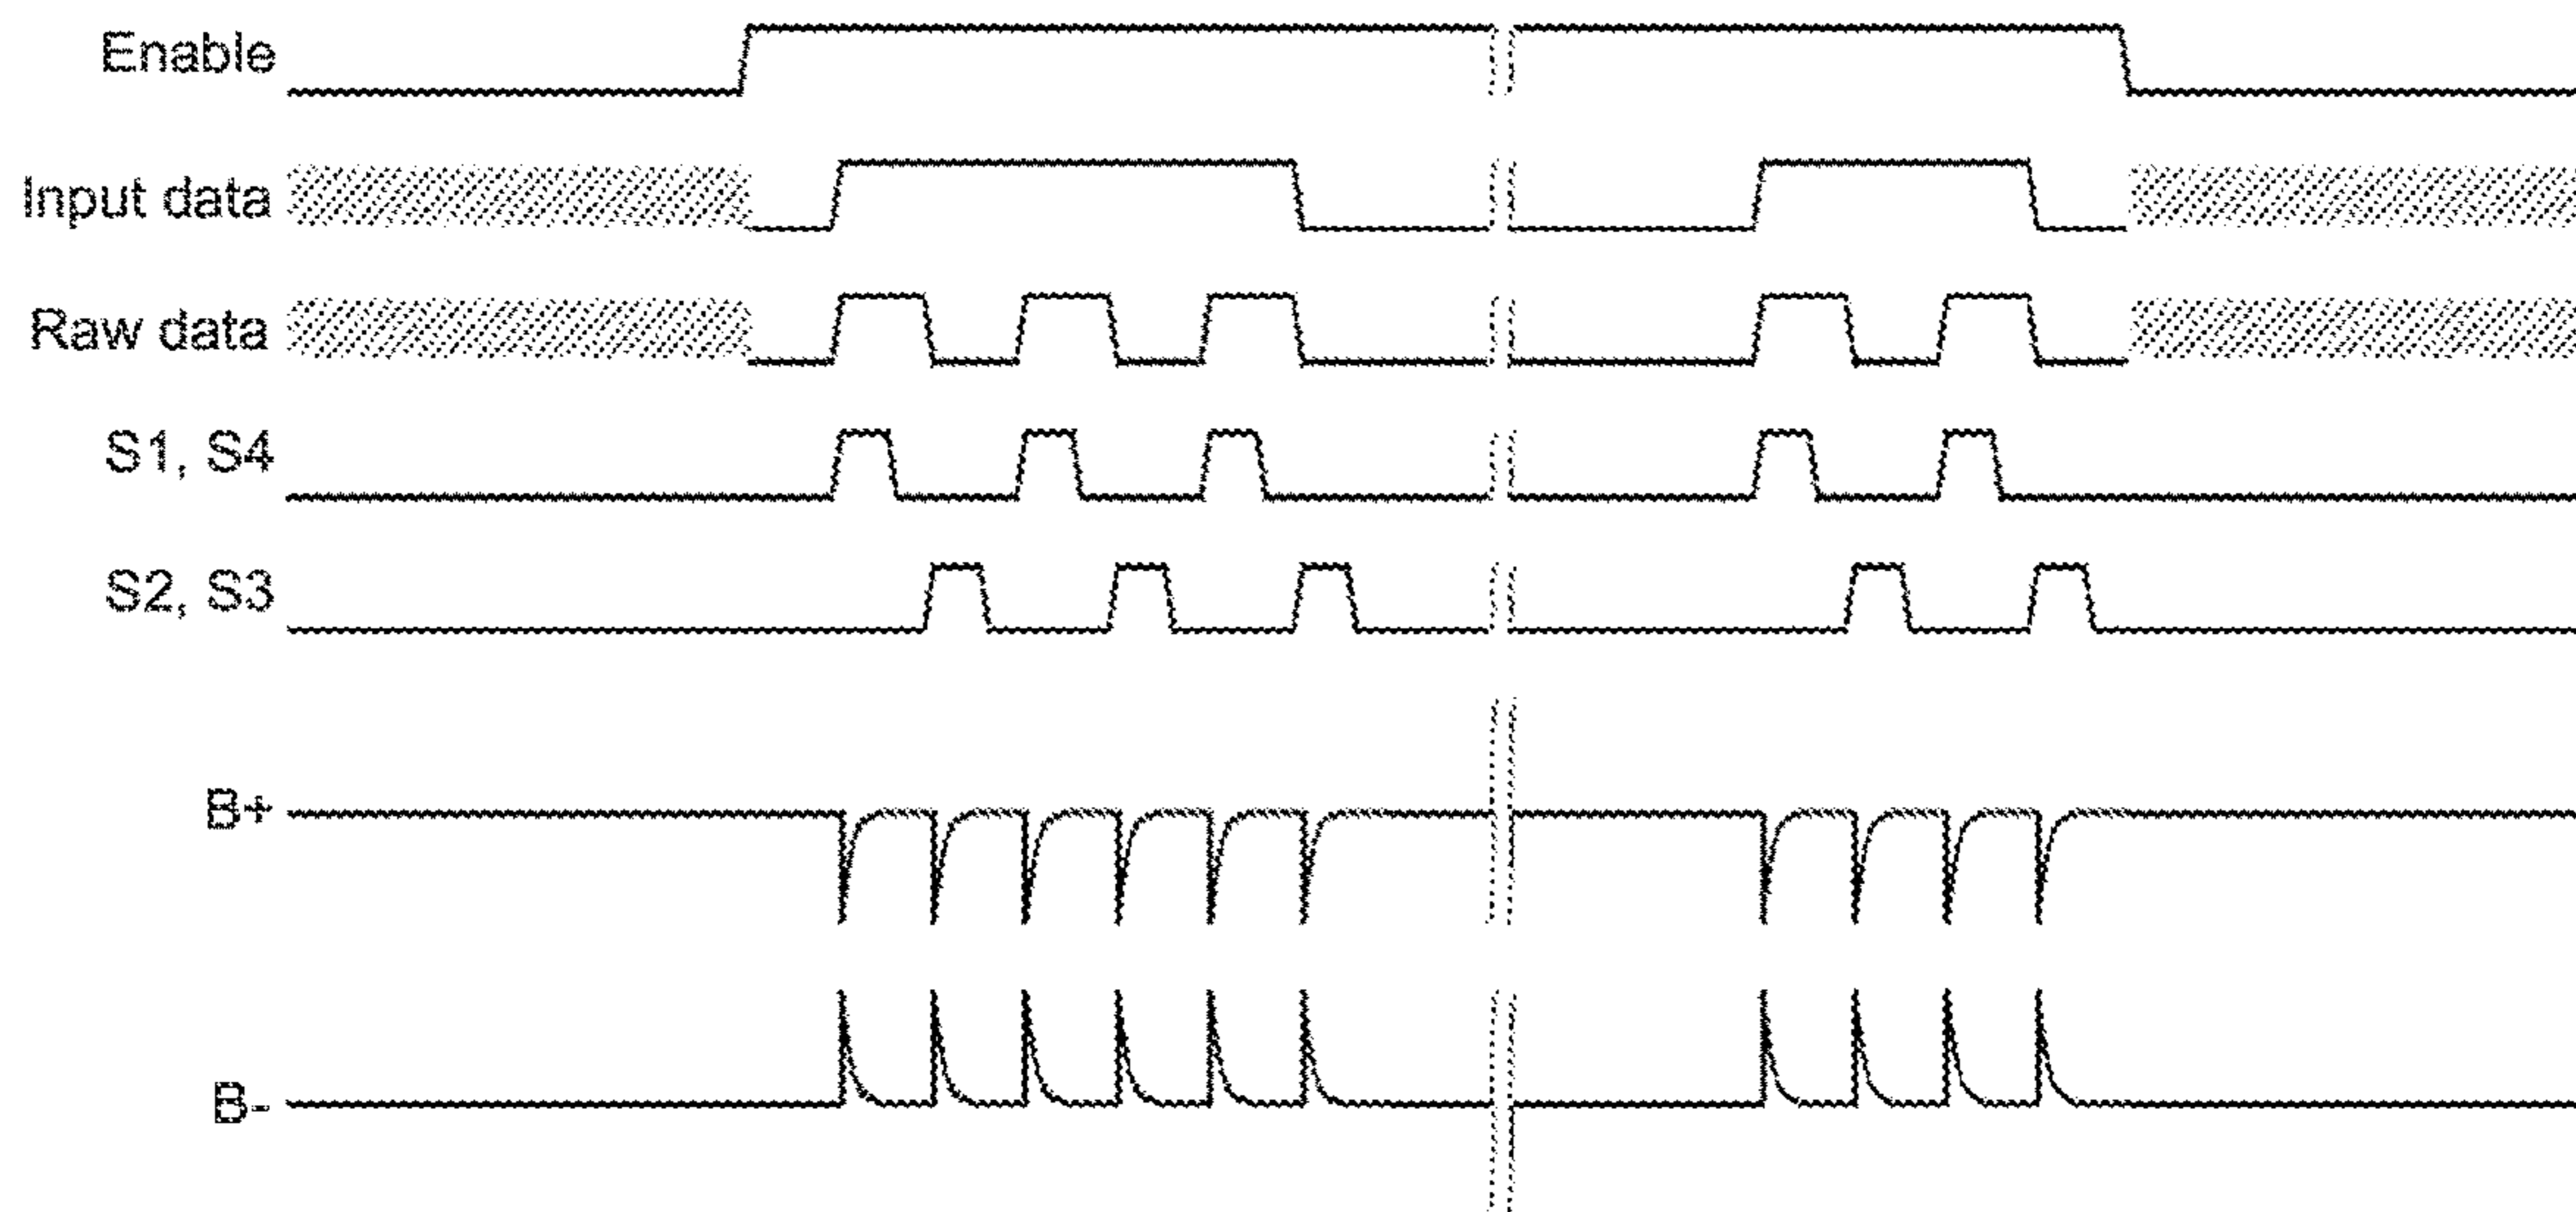 Enable
Input data
Raw data
S1, S4
S2, S3
B+
B-